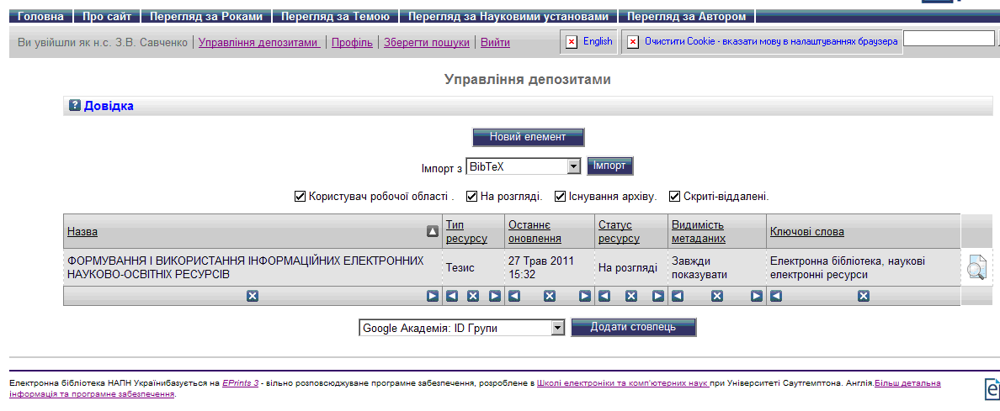 Головна Про сайт Перегляд за Роками Перегляд за Темою Перегляд за Науковими установами Перегляд за Автором
Ви увійшли як н.с. З.В. Савченко | Управління депозитами | Профіль | Зберегти пошуки | Вийти English Очистити Cookie - вказати мову в налаштуваннях браузера
Управління депозитами
? Довідка
Новий елемент
Імпорт з BibTeX Імпорт
Користувач робочої області . На розгляді. Існування архіву. Скриті-віддалені.
Назва Тип ресурсу Останнє оновлення Статус ресурсу Видимість метаданих Ключові слова
ФОРМУВАННЯ І ВИКОРИСТАННЯ ІНФОРМАЦІЙНИХ ЕЛЕКТРОННИХ НАУКОВО-ОСВІТНІХ РЕСУРСІВ Тезис 27 Трав 2011 15:32 На розгляді Завжди показувати Електронна бібліотека, наукові електронні ресурси
Google Академія: ID Групи Додати стовпець
Електронна бібліотека НАПН Українибазується на EPrints 3 - вільно розповсюджуване програмне забезпечення, розроблене в Школі електроніки та комп'ютерних наук при Університеті Саутгемптона. Англія.Більш детальна
інформація та програмне забезпечення.